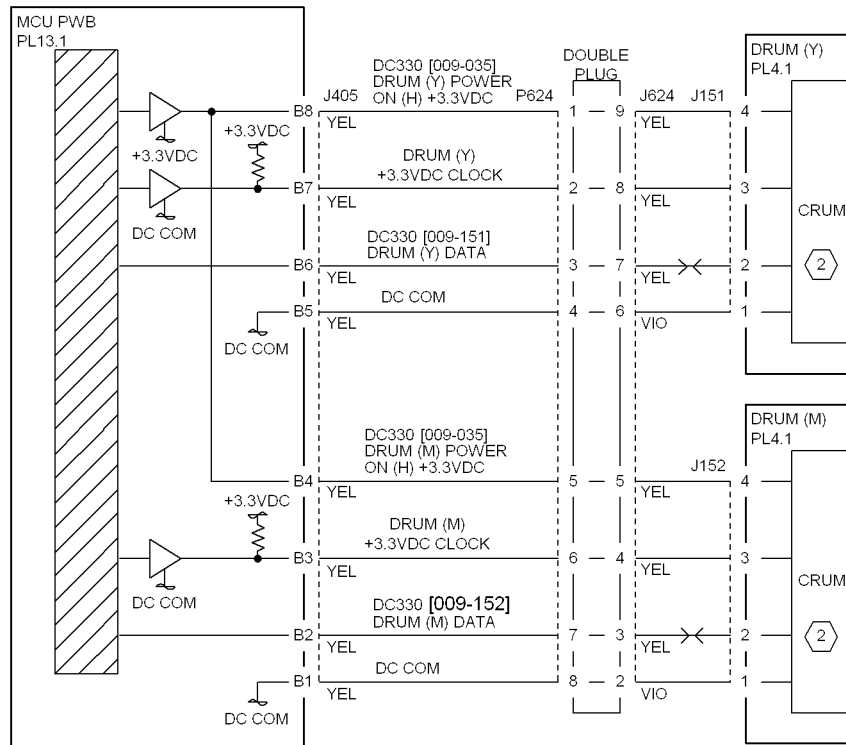 MCU PWB
PL13.1
DC330 [009-035]
DRUM (Y) POWER
ON (H) +3.3VDC
DOUBLE
PLUG
DRUM (Y)
PL4.1
J405
P624
J624
J151
B8
YEL
1
9
YEL
4
+3.3VDC
+3.3VDC
DRUM (Y)
+3.3VDC CLOCK
B7
YEL
2
8
YEL
3
DC COM
CRUM
DC330 [009-151]
DRUM (Y) DATA
B6
YEL
3
7
YEL
2
2
DC COM
B5
YEL
4
6
VIO
1
DC COM
DC330 [009-035]
DRUM (M) POWER
ON (H) +3.3VDC
DRUM (M)
PL4.1
J152
B4
YEL
5
5
YEL
4
+3.3VDC
DRUM (M)
+3.3VDC CLOCK
B3
YEL
6
4
YEL
3
DC COM
CRUM
DC330 [009-152]
DRUM (M) DATA
B2
YEL
7
3
YEL
2
2
DC COM
B1
YEL
8
2
VIO
1
DC COM